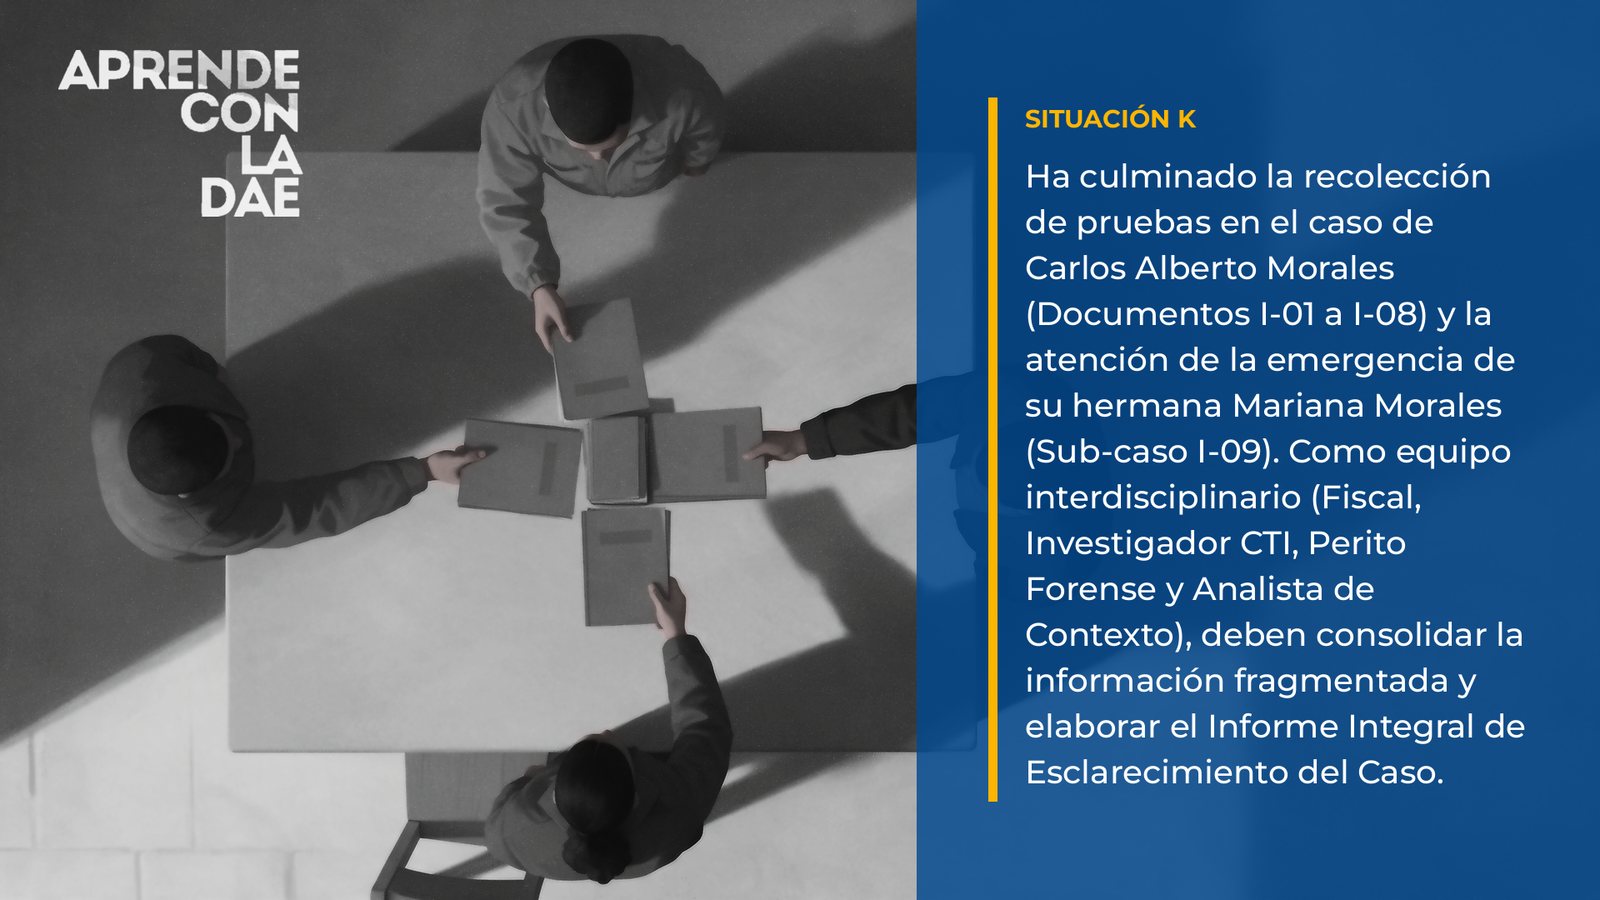 APRENDE
CON
LA
DAE
SITUACIÓN K
Ha culminado la recolección
de pruebas en el caso de
Carlos Alberto Morales
(Documentos I-01 a I-08) y la
atención de la emergencia de
su hermana Mariana Morales
(Sub-caso I-09). Como equipo
interdisciplinario (Fiscal,
Investigador CTI, Perito
Forense y Analista de
Contexto), deben consolidar la
información fragmentada y
elaborar el Informe Integral de
Esclarecimiento del Caso.